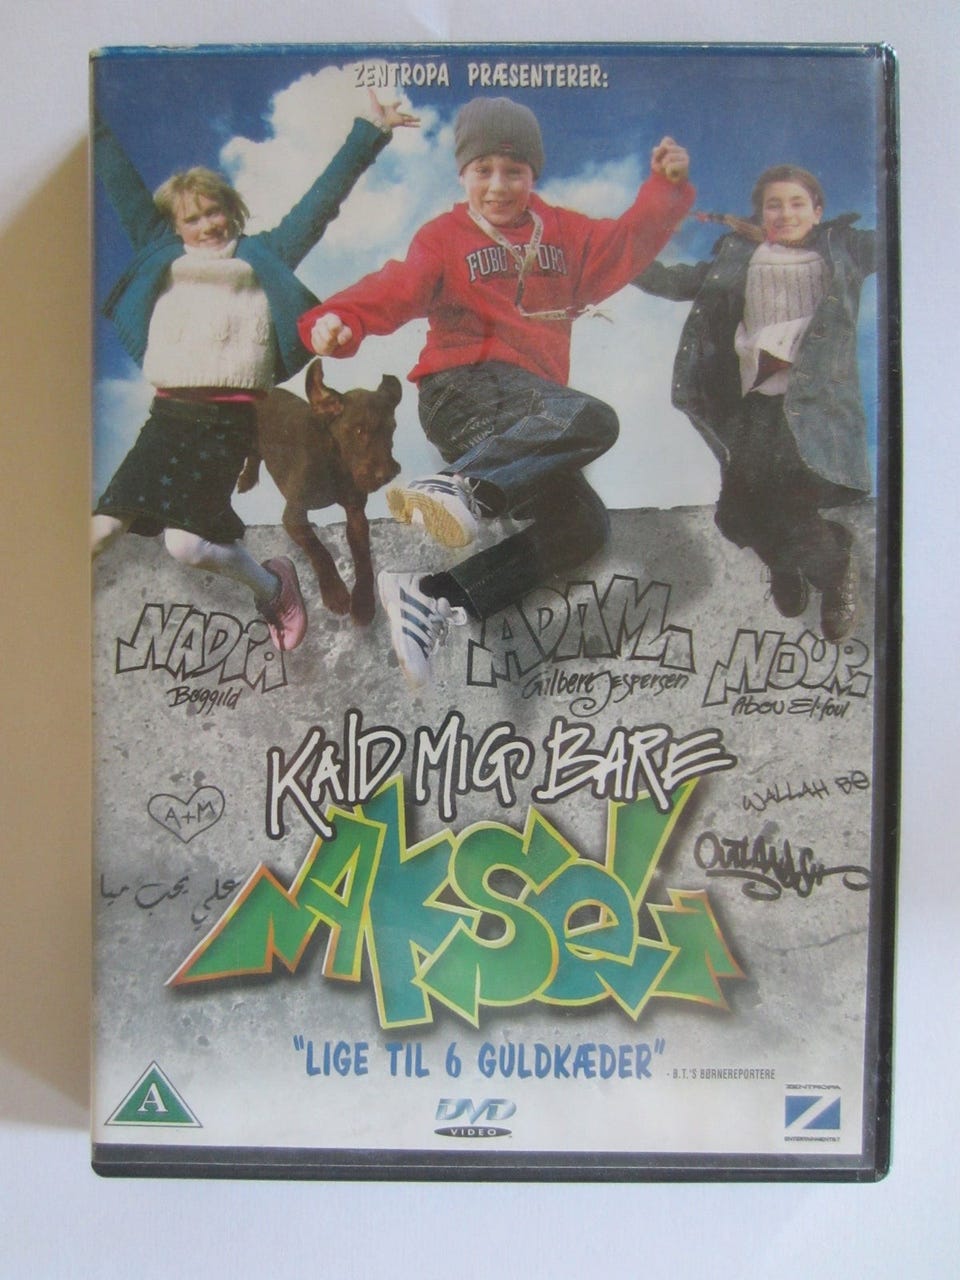 ZENTROPA PRÆSENTERER:
FUBU SPORT
NADIA
Bøggild
ADAM
Gilbert Jespersen
NOUR
Abou El-foul
KALD MIG BARE
AKSEL
A+M
WALLAH BE
علي يحب ميا
"LIGE TIL 6 GULDKÆDER"
- B.T.'S BØRNEREPORTERE
A
DVD
VIDEO
ZENTROPA
Z
ENTERTAINMENTS7